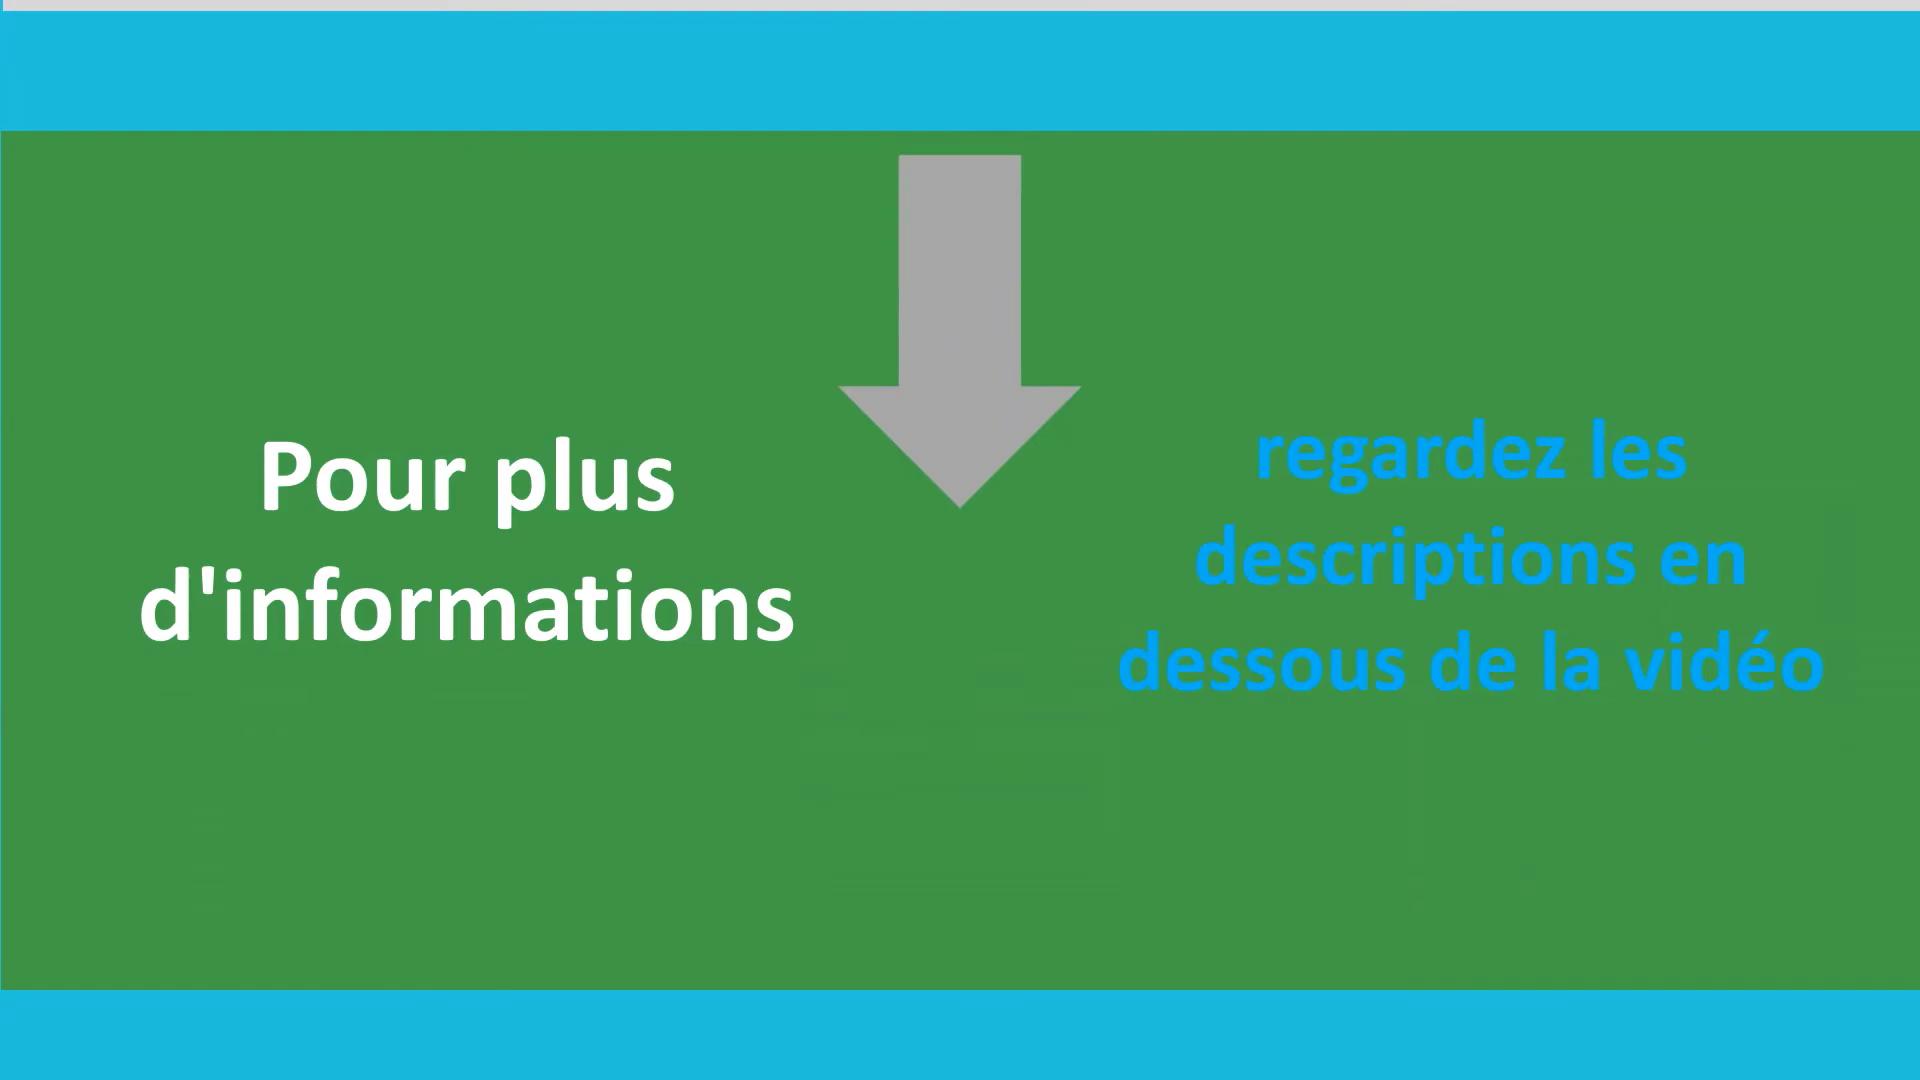 Pour plus
d'informations
regardez les
descriptions en
dessous de la vidéo